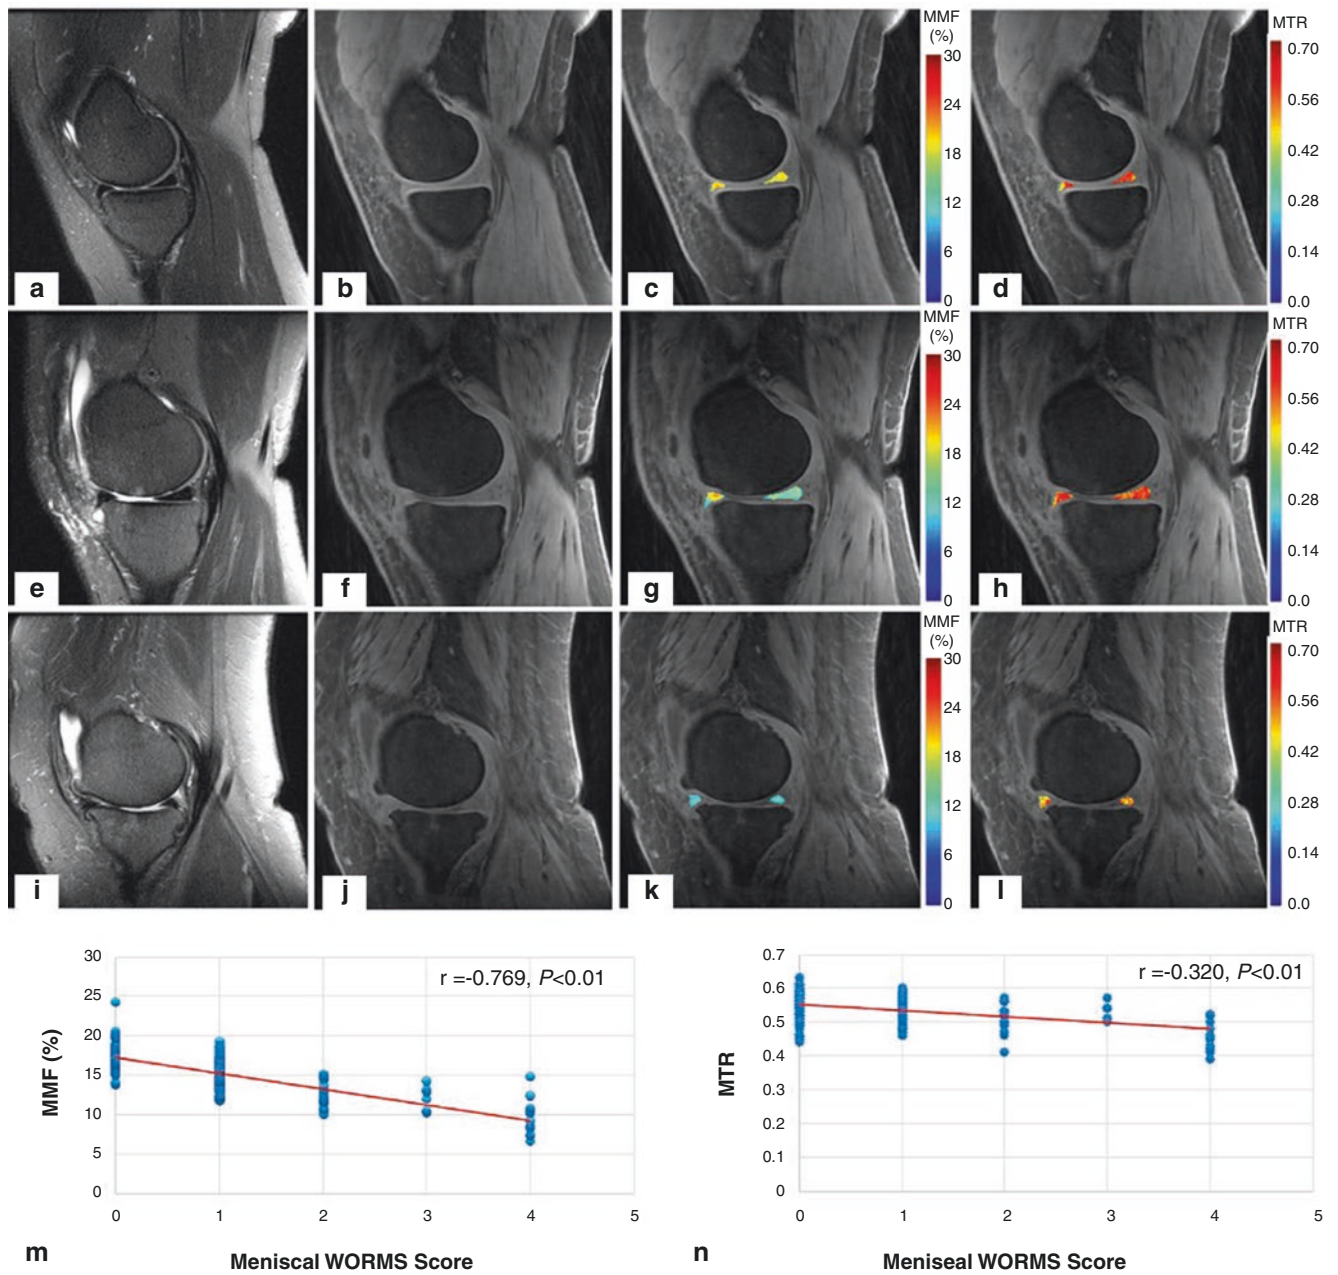 MMF (%) MTR
30 0.70
24 0.56
18 0.42
12 0.28
6 0.14
0 0.0
a b c d
MMF (%) MTR
30 0.70
24 0.56
18 0.42
12 0.28
6 0.14
0 0.0
e f g h
MMF (%) MTR
30 0.70
24 0.56
18 0.42
12 0.28
6 0.14
0 0.0
i j k l
r =-0.769, P<0.01
MMF (%)
30
25
20
15
10
5
0
0 1 2 3 4 5
m Meniscal WORMS Score
r =-0.320, P<0.01
MTR
0.7
0.6
0.5
0.4
0.3
0.2
0.1
0
0 1 2 3 4 5
n Meniseal WORMS Score